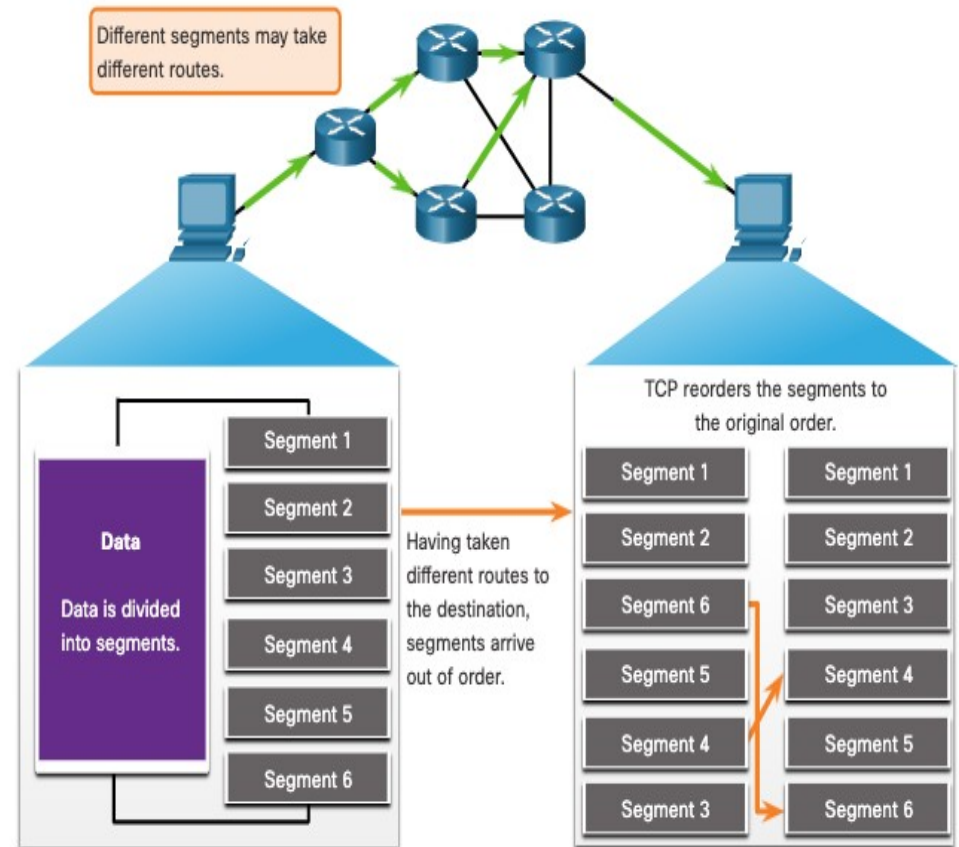 Different segments may take
different routes.
Data
Data is divided
into segments.
Segment 1
Segment 2
Segment 3
Segment 4
Segment 5
Segment 6
Having taken
different routes to
the destination,
segments arrive
out of order.
TCP reorders the segments to
the original order.
Segment 1
Segment 2
Segment 6
Segment 5
Segment 4
Segment 3
Segment 1
Segment 2
Segment 3
Segment 4
Segment 5
Segment 6